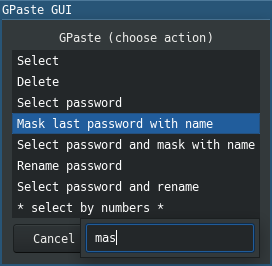 GPaste GUI
GPaste (choose action)
Select
Delete
Select password
Mask last password with name
Select password and mask with name
Rename password
Select password and rename
* select by numbers *
Cancel
mas